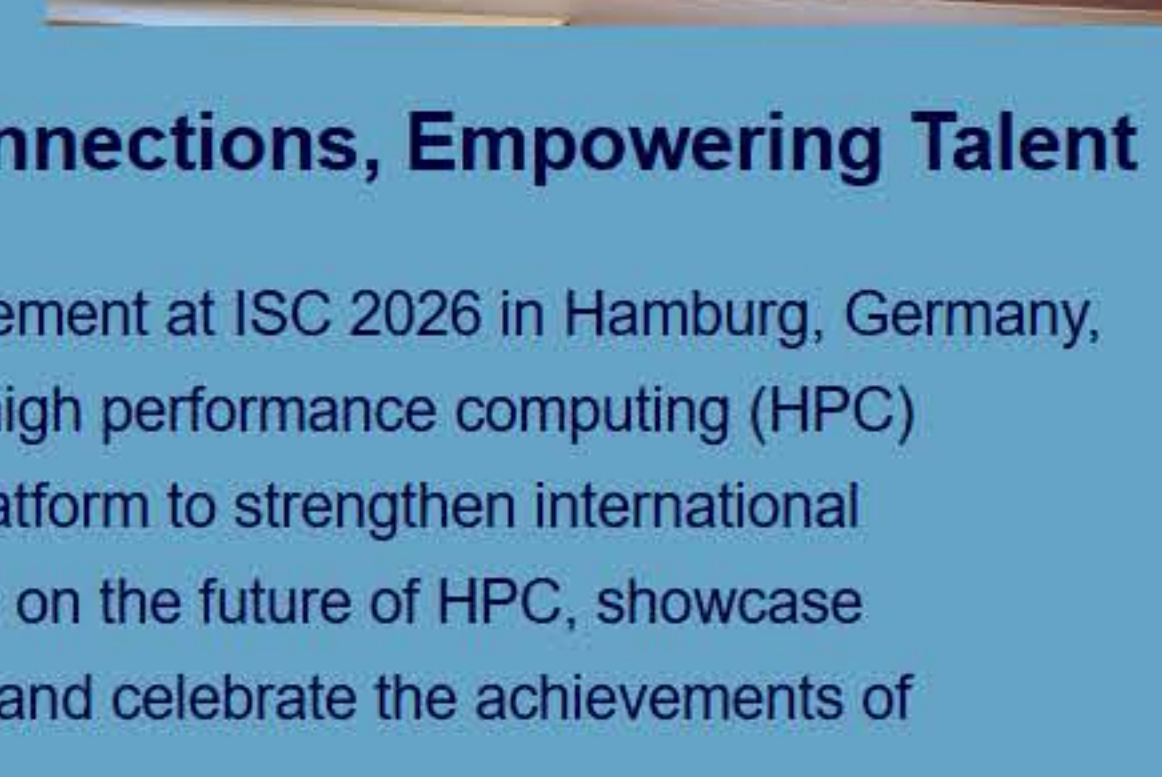 nnections, Empowering Talent
ement at ISC 2026 in Hamburg, Germany,
high performance computing (HPC)
atform to strengthen international
on the future of HPC, showcase
and celebrate the achievements of